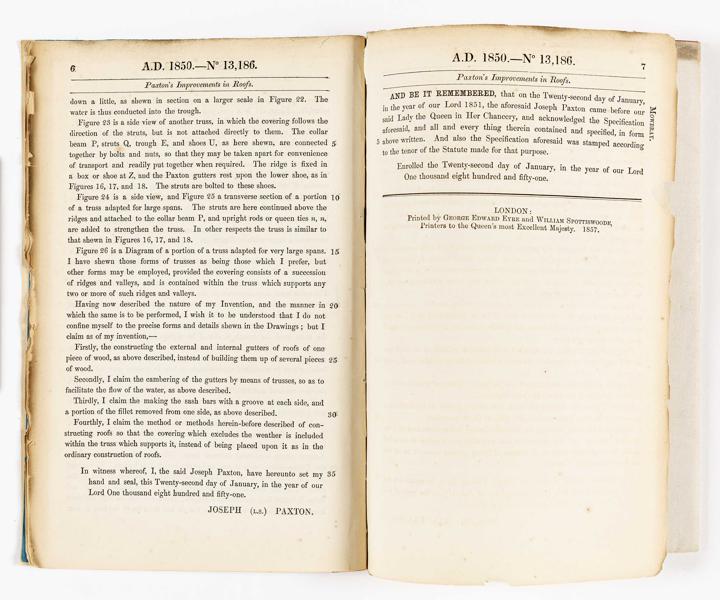 6
A.D. 1850.—No 13,186.
Paxton's Improvements in Roofs.
down a little, as shewn in section on a larger scale in Figure 22. The
water is thus conducted into the trough.
Figure 23 is a side view of another truss, in which the covering follows the
direction of the struts, but is not attached directly to them. The collar
beam P, struts Q, trough E, and shoes U, as here shewn, are connected 5
together by bolts and nuts, so that they may be taken apart for convenience
of transport and readily put together when required. The ridge is fixed in
a box or shoe at Z, and the Paxton gutters rest upon the lower shoe, as in
Figures 16, 17, and 18. The struts are bolted to these shoes.
Figure 24 is a side view, and Figure 25 a transverse section of a portion 10
of a truss adapted for large spans. The struts are here continued above the
ridges and attached to the collar beam P, and upright rods or queen ties n, n,
are added to strengthen the truss. In other respects the truss is similar to
that shewn in Figures 16, 17, and 18.
Figure 26 is a Diagram of a portion of a truss adapted for very large spans. 15
I have shewn those forms of trusses as being those which I prefer, but
other forms may be employed, provided the covering consists of a succession
of ridges and valleys, and is contained within the truss which supports any
two or more of such ridges and valleys.
Having now described the nature of my Invention, and the manner in 20
which the same is to be performed, I wish it to be understood that I do not
confine myself to the precise forms and details shewn in the Drawings; but I
claim as of my invention,—
Firstly, the constructing the external and internal gutters of roofs of one
piece of wood, as above described, instead of building them up of several pieces 25
of wood.
Secondly, I claim the cambering of the gutters by means of trusses, so as to
facilitate the flow of the water, as above described.
Thirdly, I claim the making the sash bars with a groove at each side, and
a portion of the fillet removed from one side, as above described. 30
Fourthly, I claim the method or methods herein-before described of con-
structing roofs so that the covering which excludes the weather is included
within the truss which supports it, instead of being placed upon it as in the
ordinary construction of roofs.
In witness whereof, I, the said Joseph Paxton, have hereunto set my 35
hand and seal, this Twenty-second day of January, in the year of our
Lord One thousand eight hundred and fifty-one.
JOSEPH (L.S.) PAXTON.
A.D. 1850.—No 13,186.
7
Paxton's Improvements in Roofs.
AND BE IT REMEMBERED, that on the Twenty-second day of January,
in the year of our Lord 1851, the aforesaid Joseph Paxton came before our
said Lady the Queen in Her Chancery, and acknowledged the Specification
aforesaid, and all and every thing therein contained and specified, in form
5 above written. And also the Specification aforesaid was stamped according
to the tenor of the Statute made for that purpose.
Enrolled the Twenty-second day of January, in the year of our Lord
One thousand eight hundred and fifty-one.
LONDON:
Printed by GEORGE EDWARD EYRE and WILLIAM SPOTTISWOODE,
Printers to the Queen's most Excellent Majesty. 1857.